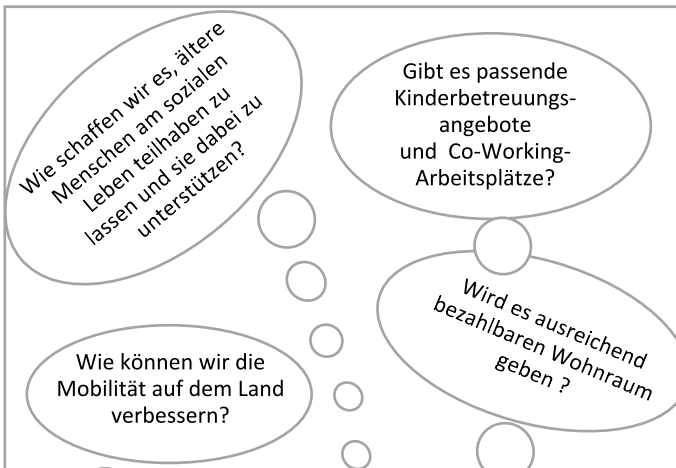 Wie schaffen wir es, ältere
Menschen am sozialen
Leben teilhaben zu
lassen und sie dabei zu
unterstützen?
Gibt es passende
Kinderbetreuungs-
angebote
und Co-Working-
Arbeitsplätze?
Wird es ausreichend
bezahlbaren Wohnraum
geben ?
Wie können wir die
Mobilität auf dem Land
verbessern?